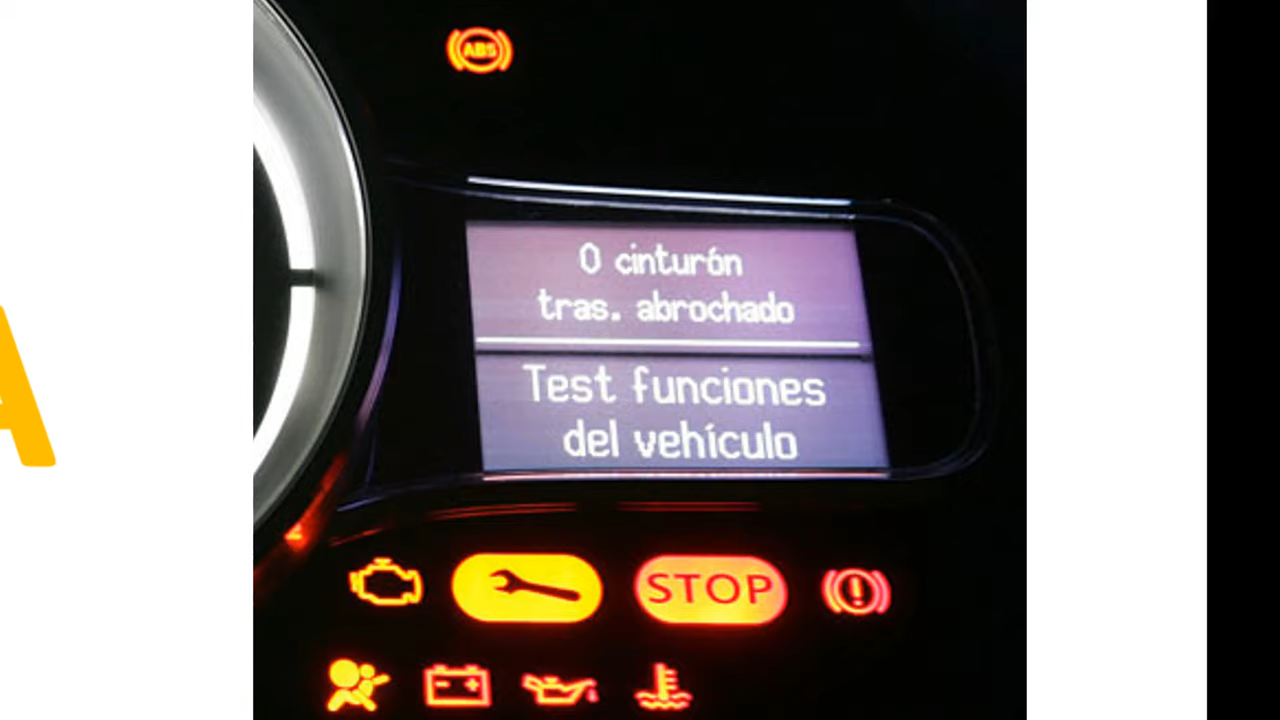 ABS
0 cinturón
tras. abrochado
Test funciones
del vehículo
STOP
A